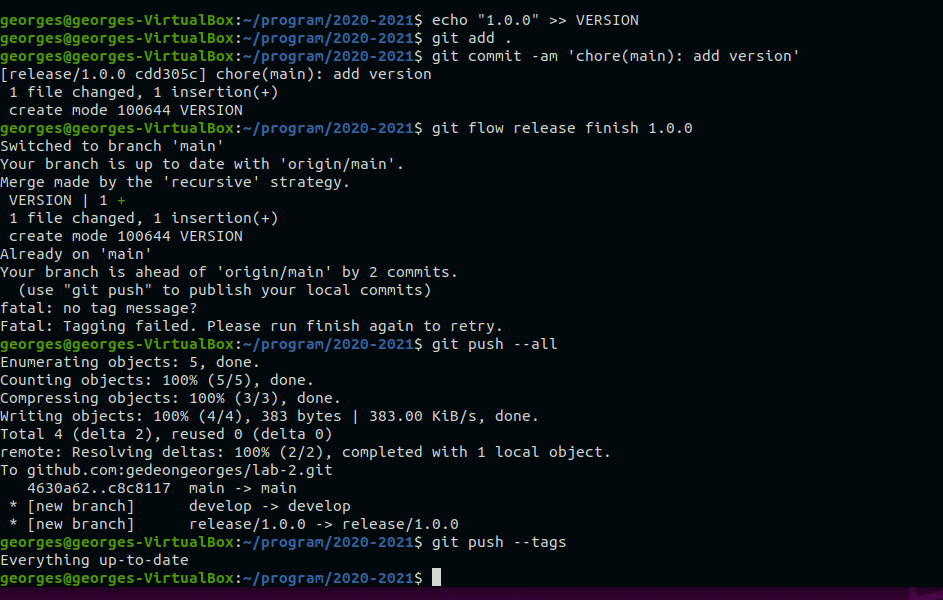 georges@georges-VirtualBox:~/program/2020-2021$ echo "1.0.0" >> VERSION
georges@georges-VirtualBox:~/program/2020-2021$ git add .
georges@georges-VirtualBox:~/program/2020-2021$ git commit -am 'chore(main): add version'
[release/1.0.0 cdd305c] chore(main): add version
 1 file changed, 1 insertion(+)
 create mode 100644 VERSION
georges@georges-VirtualBox:~/program/2020-2021$ git flow release finish 1.0.0
Switched to branch 'main'
Your branch is up to date with 'origin/main'.
Merge made by the 'recursive' strategy.
 VERSION | 1 +
 1 file changed, 1 insertion(+)
 create mode 100644 VERSION
Already on 'main'
Your branch is ahead of 'origin/main' by 2 commits.
  (use "git push" to publish your local commits)
fatal: no tag message?
Fatal: Tagging failed. Please run finish again to retry.
georges@georges-VirtualBox:~/program/2020-2021$ git push --all
Enumerating objects: 5, done.
Counting objects: 100% (5/5), done.
Compressing objects: 100% (3/3), done.
Writing objects: 100% (4/4), 383 bytes | 383.00 KiB/s, done.
Total 4 (delta 2), reused 0 (delta 0)
remote: Resolving deltas: 100% (2/2), completed with 1 local object.
To github.com:gedeongeorges/lab-2.git
   4630a62..c8c8117  main -> main
 * [new branch]      develop -> develop
 * [new branch]      release/1.0.0 -> release/1.0.0
georges@georges-VirtualBox:~/program/2020-2021$ git push --tags
Everything up-to-date
georges@georges-VirtualBox:~/program/2020-2021$